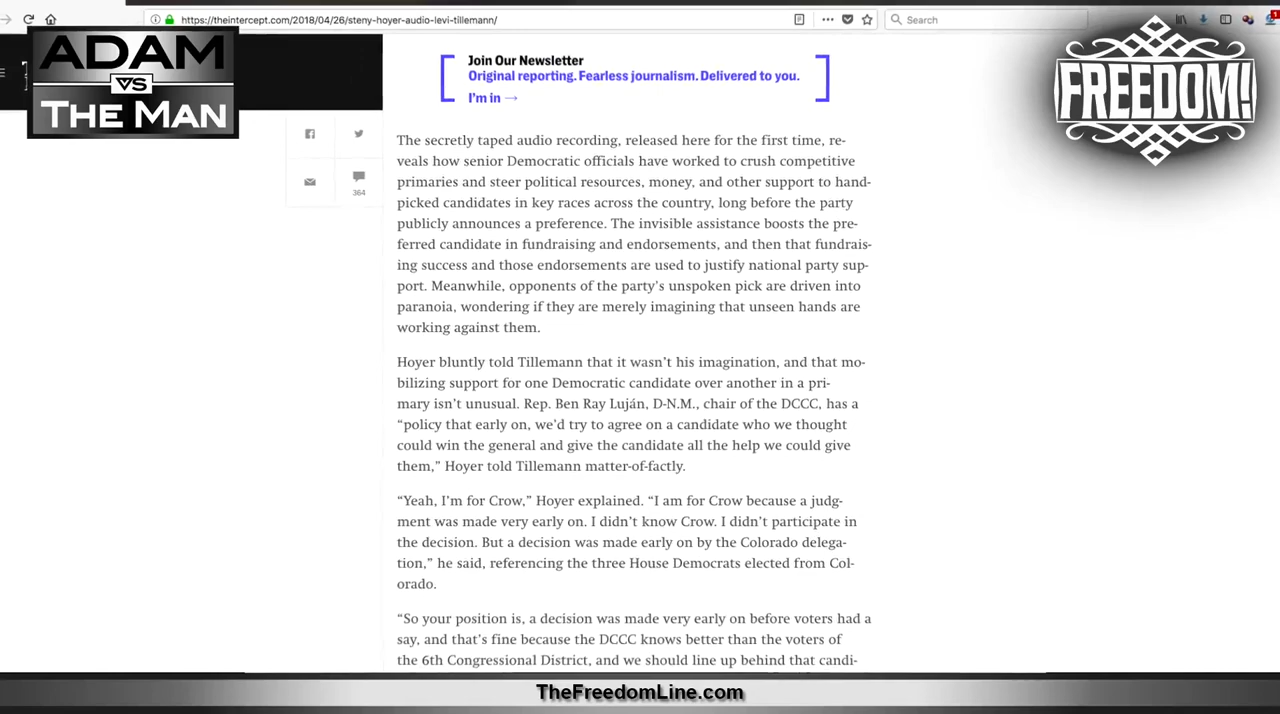 https://theintercept.com/2018/04/26/steny-hoyer-audio-levi-tillemann/
Search
1
ADAM
VS
THE MAN
FREEDOM!
Join Our Newsletter
Original reporting. Fearless journalism. Delivered to you.
I'm in →
364
The secretly taped audio recording, released here for the first time, re-
veals how senior Democratic officials have worked to crush competitive
primaries and steer political resources, money, and other support to hand-
picked candidates in key races across the country, long before the party
publicly announces a preference. The invisible assistance boosts the pre-
ferred candidate in fundraising and endorsements, and then that fundrais-
ing success and those endorsements are used to justify national party sup-
port. Meanwhile, opponents of the party's unspoken pick are driven into
paranoia, wondering if they are merely imagining that unseen hands are
working against them.
Hoyer bluntly told Tillemann that it wasn't his imagination, and that mo-
bilizing support for one Democratic candidate over another in a pri-
mary isn't unusual. Rep. Ben Ray Luján, D-N.M., chair of the DCCC, has a
“policy that early on, we'd try to agree on a candidate who we thought
could win the general and give the candidate all the help we could give
them,” Hoyer told Tillemann matter-of-factly.
“Yeah, I'm for Crow,” Hoyer explained. “I am for Crow because a judg-
ment was made very early on. I didn't know Crow. I didn't participate in
the decision. But a decision was made early on by the Colorado delega-
tion,” he said, referencing the three House Democrats elected from Col-
orado.
“So your position is, a decision was made very early on before voters had a
say, and that's fine because the DCCC knows better than the voters of
the 6th Congressional District, and we should line up behind that candi-
TheFreedomLine.com